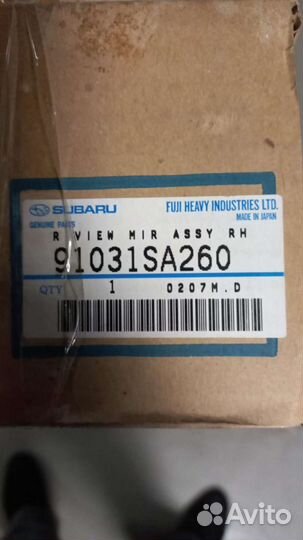 SUBARU
GENUINE PARTS
FUJI HEAVY INDUSTRIES LTD.
MADE IN JAPAN
R VIEW MIR ASSY RH
91031SA260
QTY 1 0207M.D
Avito